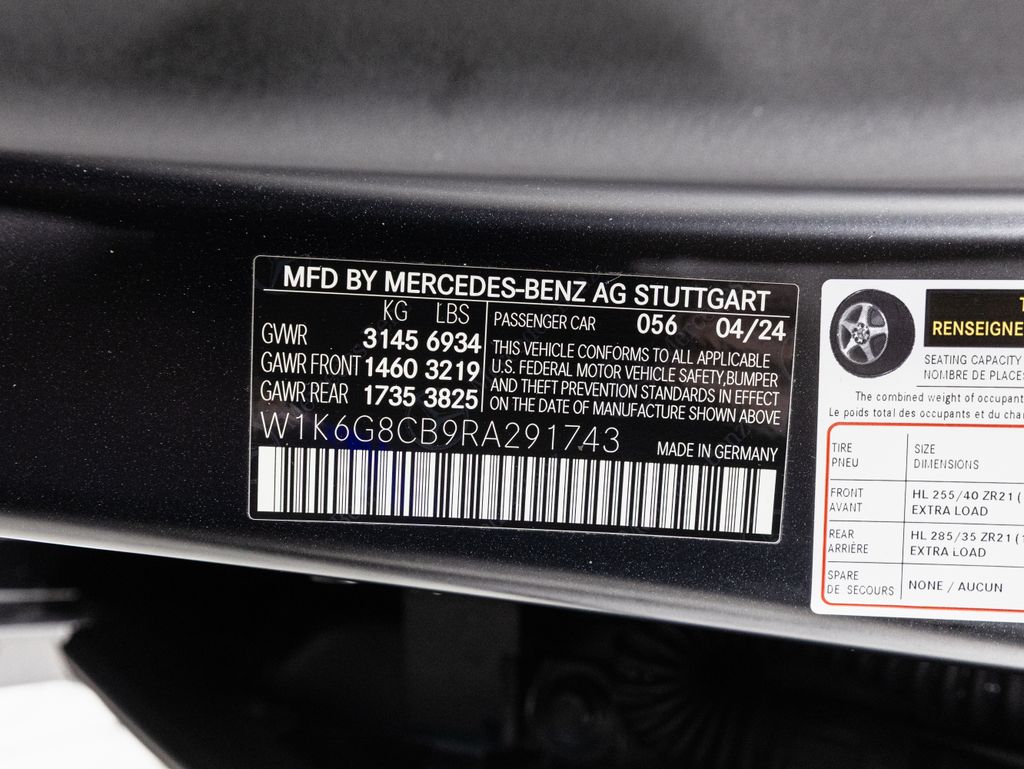 MFD BY MERCEDES-BENZ AG STUTTGART
KG LBS
GVWR 3145 6934
GAWR FRONT 1460 3219
GAWR REAR 1735 3825
PASSENGER CAR 056 04/24
THIS VEHICLE CONFORMS TO ALL APPLICABLE
U.S. FEDERAL MOTOR VEHICLE SAFETY,BUMPER
AND THEFT PREVENTION STANDARDS IN EFFECT
ON THE DATE OF MANUFACTURE SHOWN ABOVE
W1K6G8CB9RA291743
MADE IN GERMANY
RENSEIGNE
SEATING CAPACITY
NOMBRE DE PLACES
The combined weight of occupant
Le poids total des occupants et du cha
TIRE
PNEU
SIZE
DIMENSIONS
FRONT
AVANT
HL 255/40 ZR21 (
EXTRA LOAD
REAR
ARRIÈRE
HL 285/35 ZR21 (
EXTRA LOAD
SPARE
DE SECOURS
NONE / AUCUN